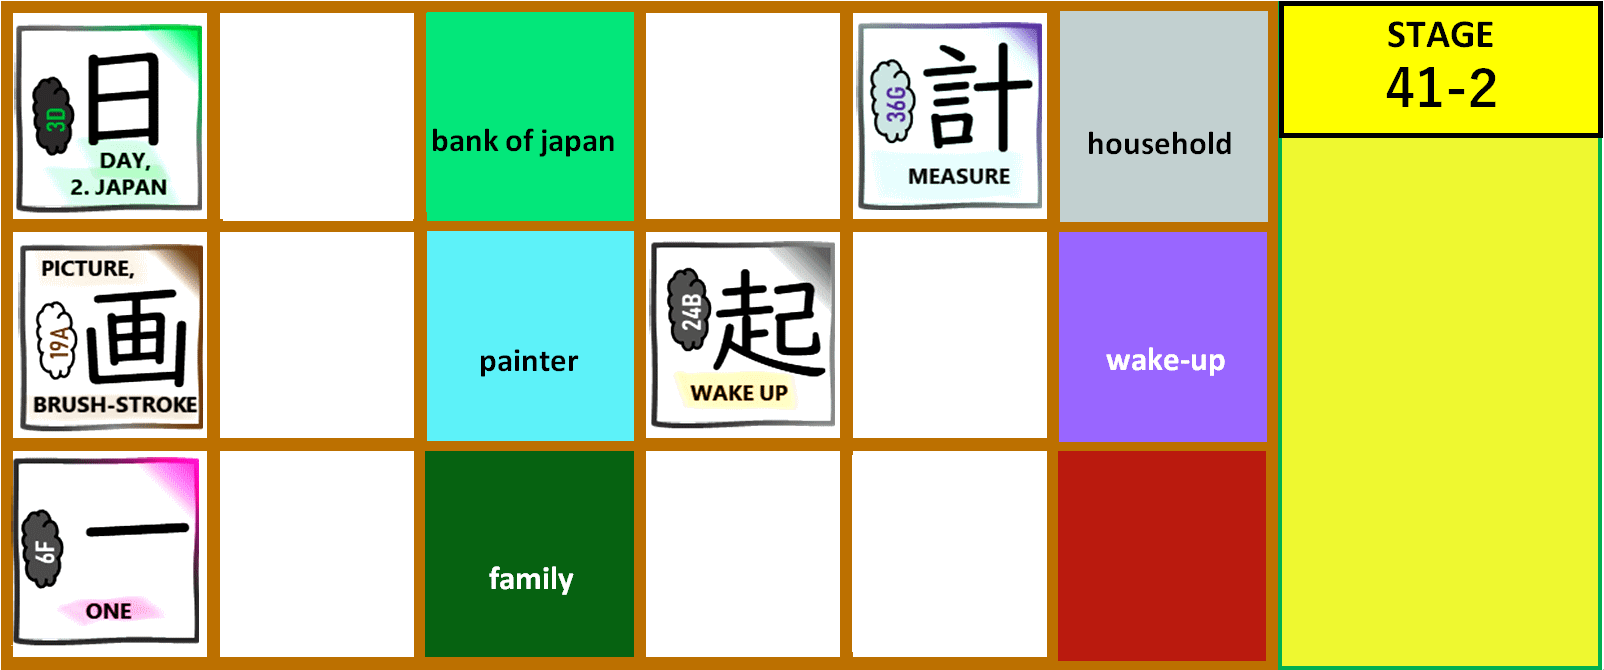 日
3D
DAY,
2. JAPAN
bank of japan
計
36G
MEASURE
household
STAGE
41-2
PICTURE,
画
19A
BRUSH-STROKE
painter
起
24B
WAKE UP
wake-up
一
6F
ONE
family